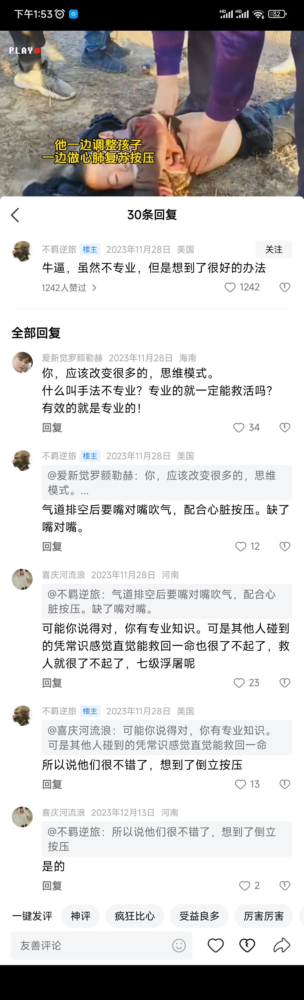 下午1:53
HD HD 6 32
PLAY
@爆笑
他一边调整孩子
一边做心肺复苏按压
30条回复
不羁逆旅 楼主 2023年11月28日 美国 关注
牛逼，虽然不专业，但是想到了很好的办法
1242人赞过 1242
全部回复
爱新觉罗额勒赫 2023年11月28日 海南
你，应该改变很多的，思维模式。
什么叫手法不专业？专业的就一定能救活吗？
有效的就是专业的！
回复 34
不羁逆旅 楼主 2023年11月28日 美国
@爱新觉罗额勒赫：你，应该改变很多的，思维
模式。...
气道排空后要嘴对嘴吹气，配合心脏按压。缺了
嘴对嘴。
回复 12
喜庆河流浪 2023年11月28日 河南
@不羁逆旅：气道排空后要嘴对嘴吹气，配合心
脏按压。缺了嘴对嘴。
可能你说得对，你有专业知识。可是其他人碰到
的凭常识感觉直觉能救回一命也很了不起了，救
人就很了不起了，七级浮屠呢
回复 23
不羁逆旅 楼主 2023年11月28日 美国
@喜庆河流浪：可能你说得对，你有专业知识。
可是其他人碰到的凭常识感觉直觉能救回一命
所以说他们很不错了，想到了倒立按压
回复 13
喜庆河流浪 2023年12月13日 河南
@不羁逆旅：所以说他们很不错了，想到了倒立
按压
是的
回复 2
一键发评 神评 疯狂比心 受益良多 厉害厉害
友善评论